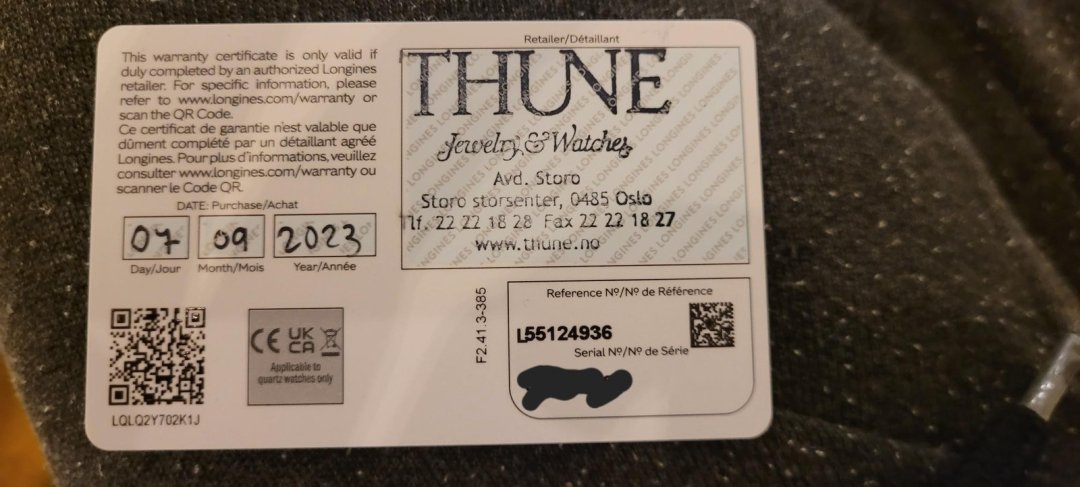 This warranty certificate is only valid if
duly completed by an authorized Longines
retailer. For specific information, please
refer to www.longines.com/warranty or
scan the QR Code.
Ce certificat de garantie n'est valable que
dûment complété par un détaillant agréé
Longines. Pour plus d'informations, veuillez
consulter www.longines.com/warranty ou
scanner le Code QR.
DATE: Purchase/Achat
07 09 2023
Day/Jour Month/Mois Year/Année
LQLQ2Y702K1J
CE UK CA
Applicable to
quartz watches only
Retailer/Détaillant
THUNE
Jewelry & Watches
Avd. Storo
Storo storsenter, 0485 Oslo
Tlf. 22 22 18 28 Fax 22 22 18 27
www.thune.no
LONGINES LONGINES LONGINES
F2.41.3-385
Reference Nº/Nº de Référence
L55124936
Serial Nº/Nº de Série